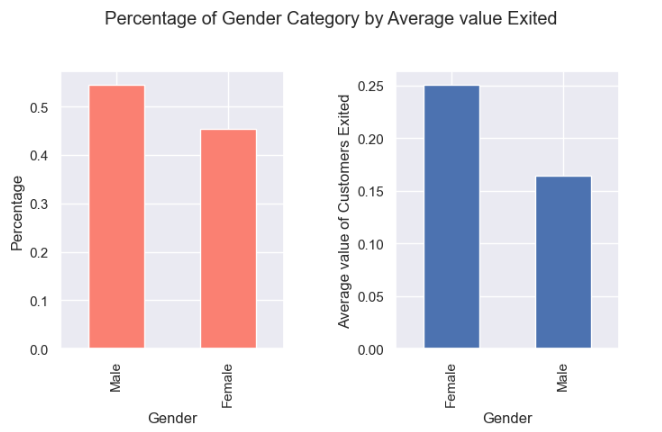 Percentage of Gender Category by Average value Exited
Percentage
0.5
0.4
0.3
0.2
0.1
0.0
Male
Female
Gender
Average value of Customers Exited
0.25
0.20
0.15
0.10
0.05
0.00
Female
Male
Gender